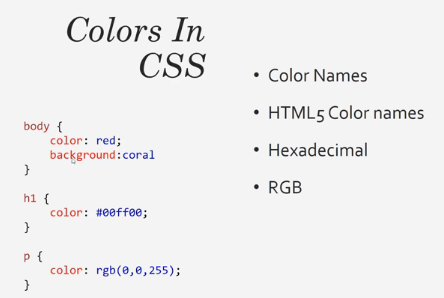 Colors In
CSS
body {
color: red;
background:coral
}
h1 {
color: #00ff00;
}
p {
color: rgb(0,0,255);
}
• Color Names
• HTML5 Color names
• Hexadecimal
• RGB